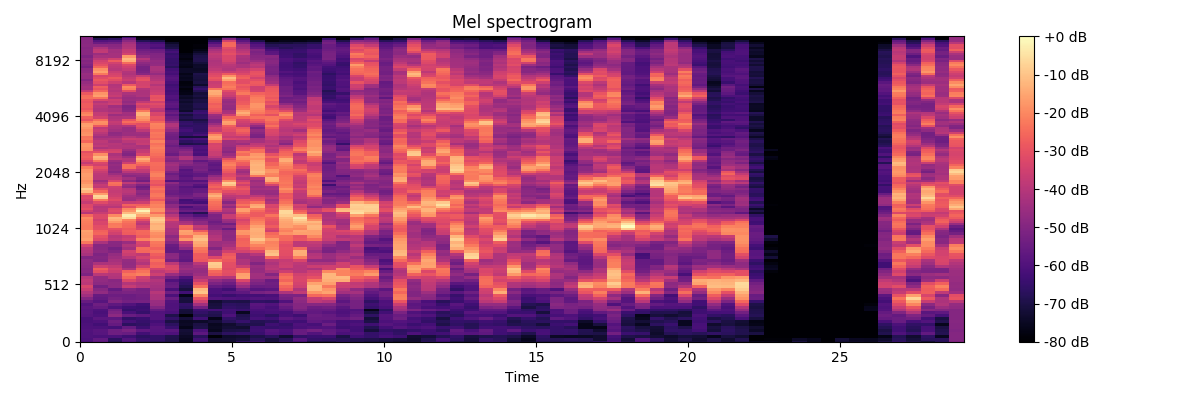 Mel spectrogram
Hz
8192
4096
2048
1024
512
0
0 5 10 15 20 25
Time
+0 dB
-10 dB
-20 dB
-30 dB
-40 dB
-50 dB
-60 dB
-70 dB
-80 dB